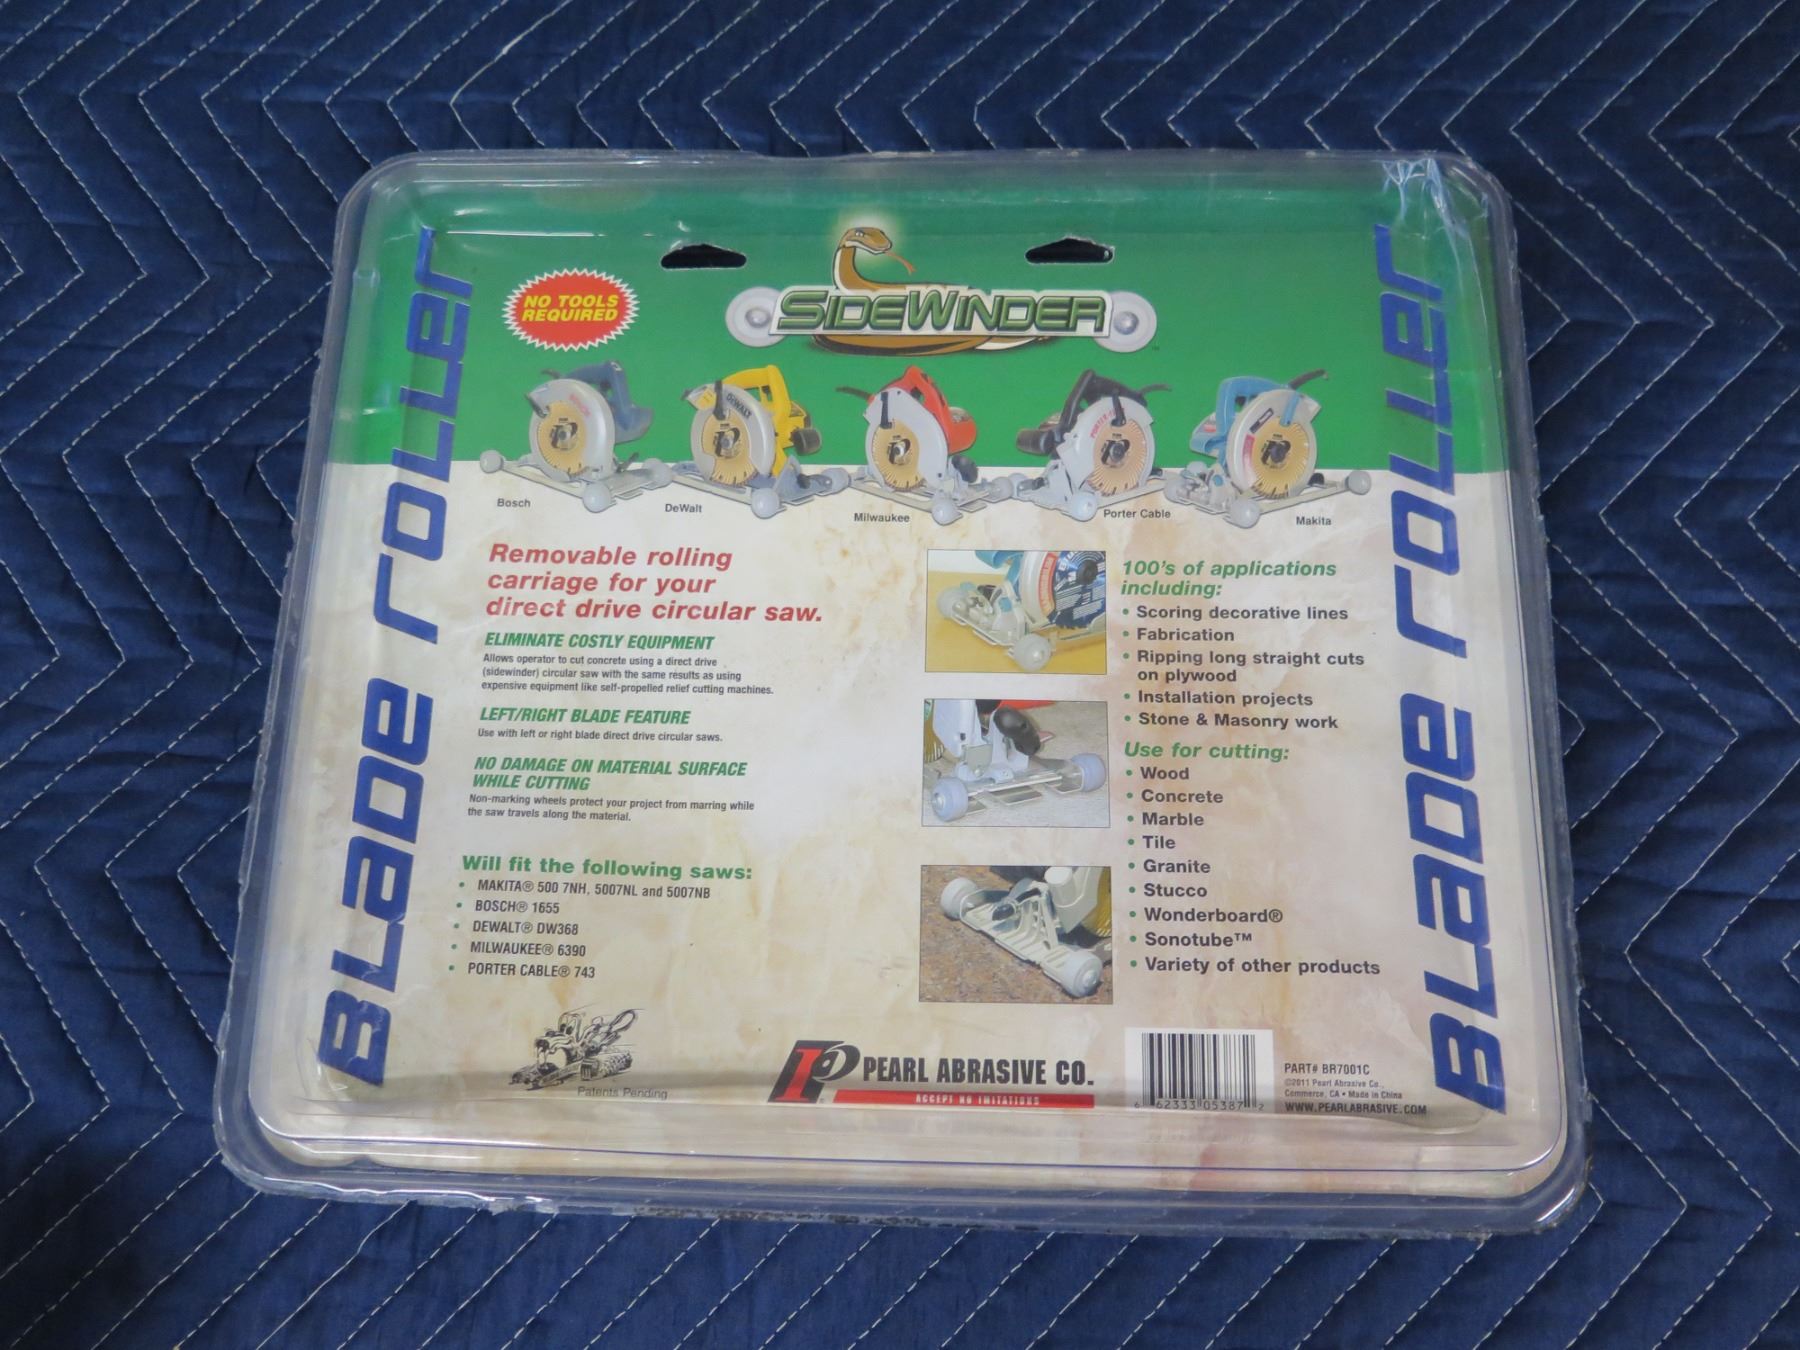 BLADE ROLLER
NO TOOLS
REQUIRED
SIDEWINDER
DEWALT
Bosch
DeWalt
Milwaukee
Porter Cable
Makita
Removable rolling
carriage for your
direct drive circular saw.
ELIMINATE COSTLY EQUIPMENT
Allows operator to cut concrete using a direct drive
(sidewinder) circular saw with the same results as using
expensive equipment like self-propelled relief cutting machines.
LEFT/RIGHT BLADE FEATURE
Use with left or right blade direct drive circular saws.
NO DAMAGE ON MATERIAL SURFACE
WHILE CUTTING
Non-marking wheels protect your project from marring while
the saw travels along the material.
Will fit the following saws:
• MAKITA® 500 7NH, 5007NL and 5007NB
• BOSCH® 1655
• DEWALT® DW368
• MILWAUKEE® 6390
• PORTER CABLE® 743
Patents Pending
100's of applications
including:
• Scoring decorative lines
• Fabrication
• Ripping long straight cuts
on plywood
• Installation projects
• Stone & Masonry work
Use for cutting:
• Wood
• Concrete
• Marble
• Tile
• Granite
• Stucco
• Wonderboard®
• Sonotube™
• Variety of other products
PEARL ABRASIVE CO.
ACCEPT NO IMITATIONS
6 62333 05387 2
PART# BR7001C
©2011 Pearl Abrasive Co.,
Commerce, CA • Made in China
WWW.PEARLABRASIVE.COM
BLADE ROLLER